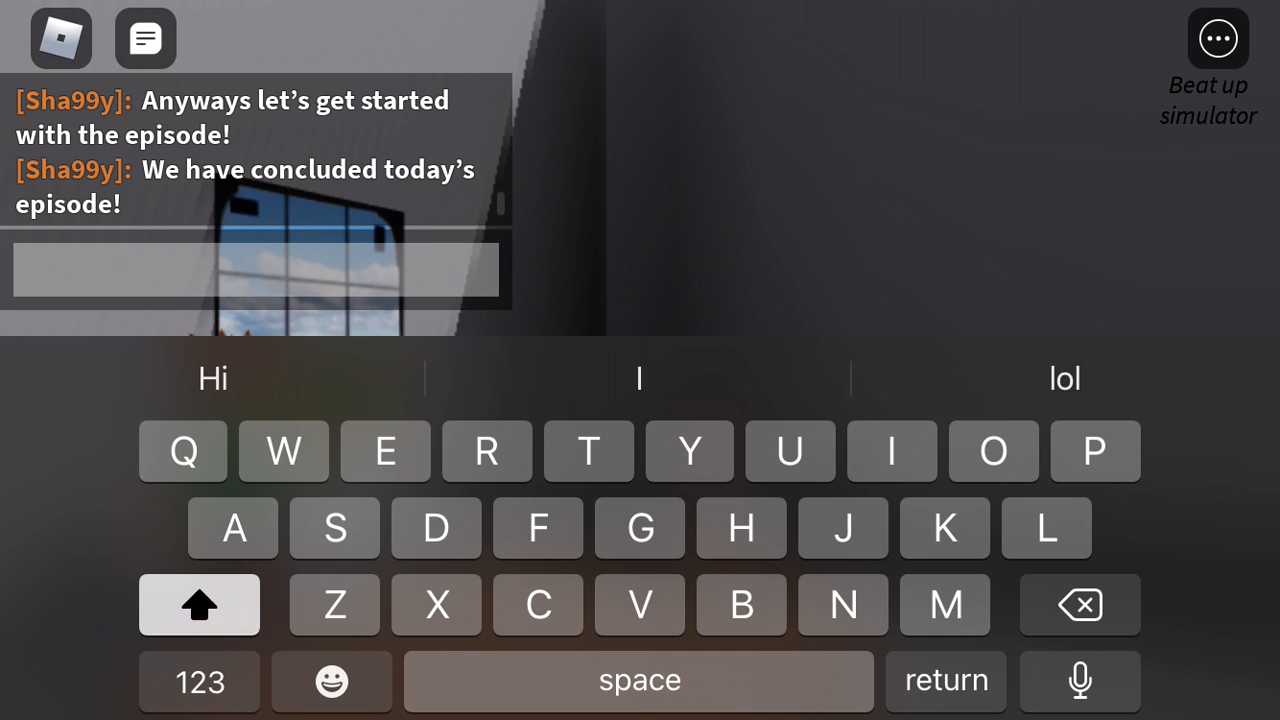 [Sha99y]: Anyways let’s get started
with the episode!
[Sha99y]: We have concluded today’s
episode!
Beat up
simulator
Hi I lol
Q W E R T Y U I O P
A S D F G H J K L
Z X C V B N M
123 space return